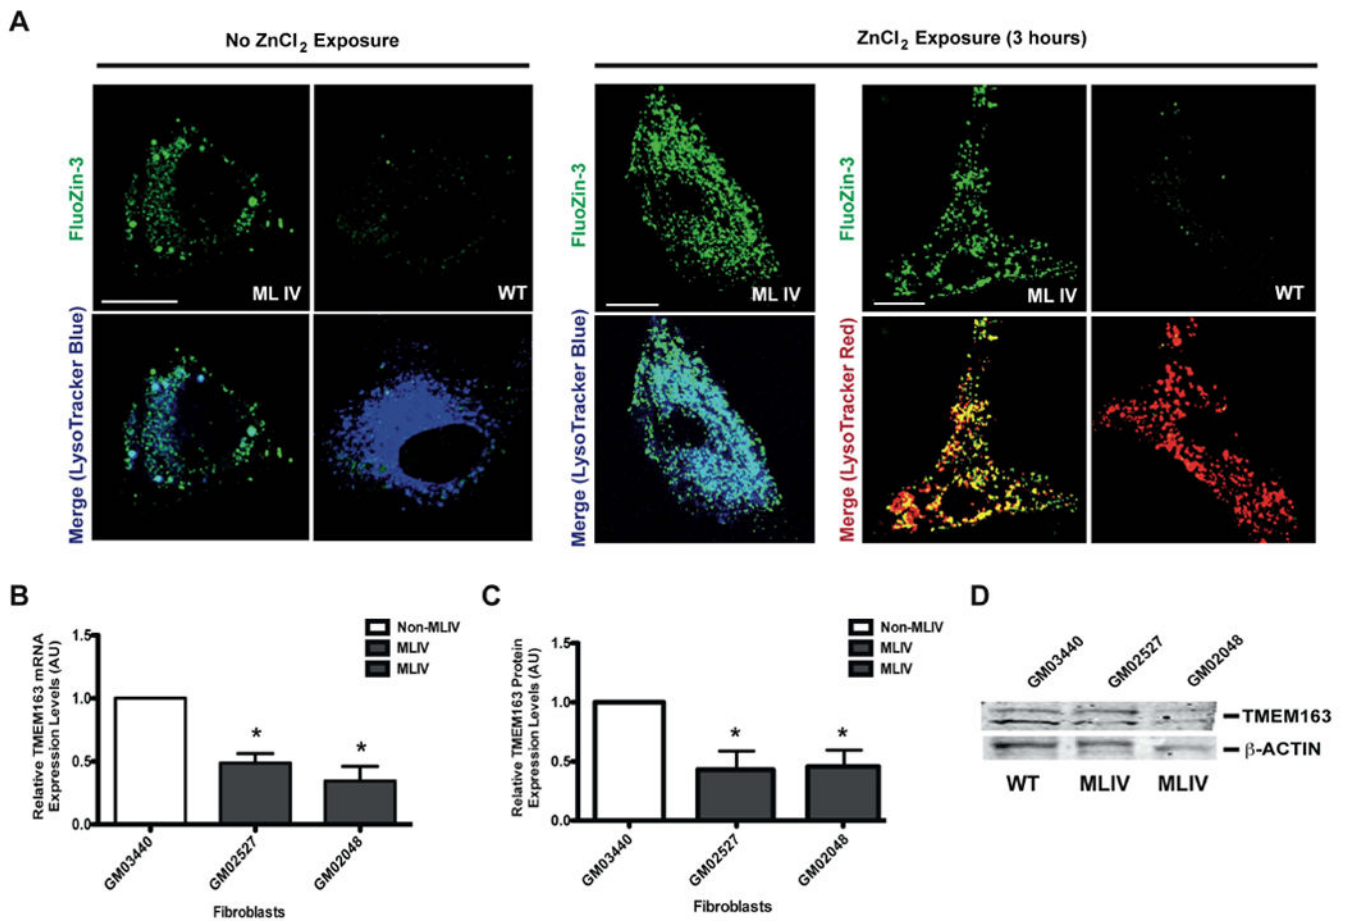 A
No ZnCl2 Exposure
ZnCl2 Exposure (3 hours)
FluoZin-3
ML IV
WT
FluoZin-3
ML IV
FluoZin-3
ML IV
WT
Merge (LysoTracker Blue)
Merge (LysoTracker Blue)
Merge (LysoTracker Red)
B
Relative TMEM163 mRNA
Expression Levels (AU)
1.5
1.0
0.5
0.0
*
*
Non-MLIV
MLIV
MLIV
GM03440
GM02527
GM02048
Fibroblasts
C
Relative TMEM163 Protein
Expression Levels (AU)
1.5
1.0
0.5
0.0
*
*
Non-MLIV
MLIV
MLIV
GM03440
GM02527
GM02048
Fibroblasts
D
GM03440
GM02527
GM02048
TMEM163
β-ACTIN
WT MLIV MLIV